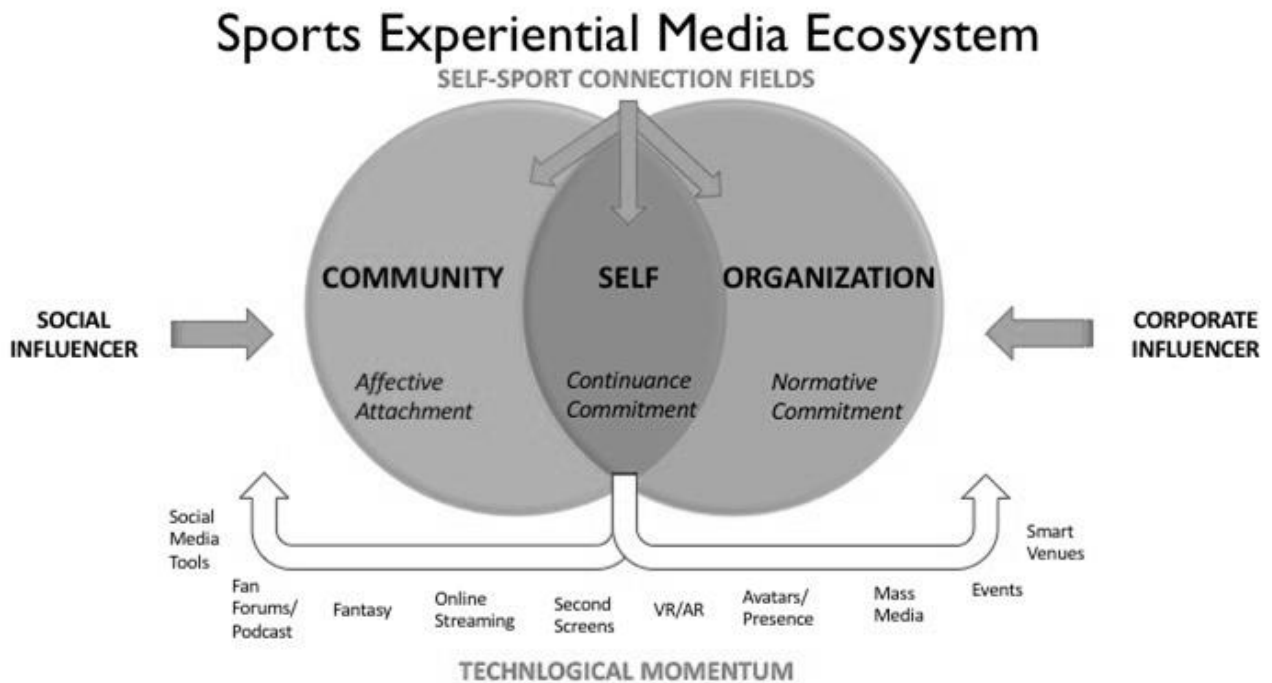 Sports Experiential Media Ecosystem
SELF-SPORT CONNECTION FIELDS
COMMUNITY
SELF
ORGANIZATION
SOCIAL
INFLUENCER
CORPORATE
INFLUENCER
Affective
Attachment
Continuance
Commitment
Normative
Commitment
Social
Media
Tools
Fan
Forums/
Podcast
Fantasy
Online
Streaming
Second
Screens
VR/AR
Avatars/
Presence
Mass
Media
Events
Smart
Venues
TECHNLOGICAL MOMENTUM